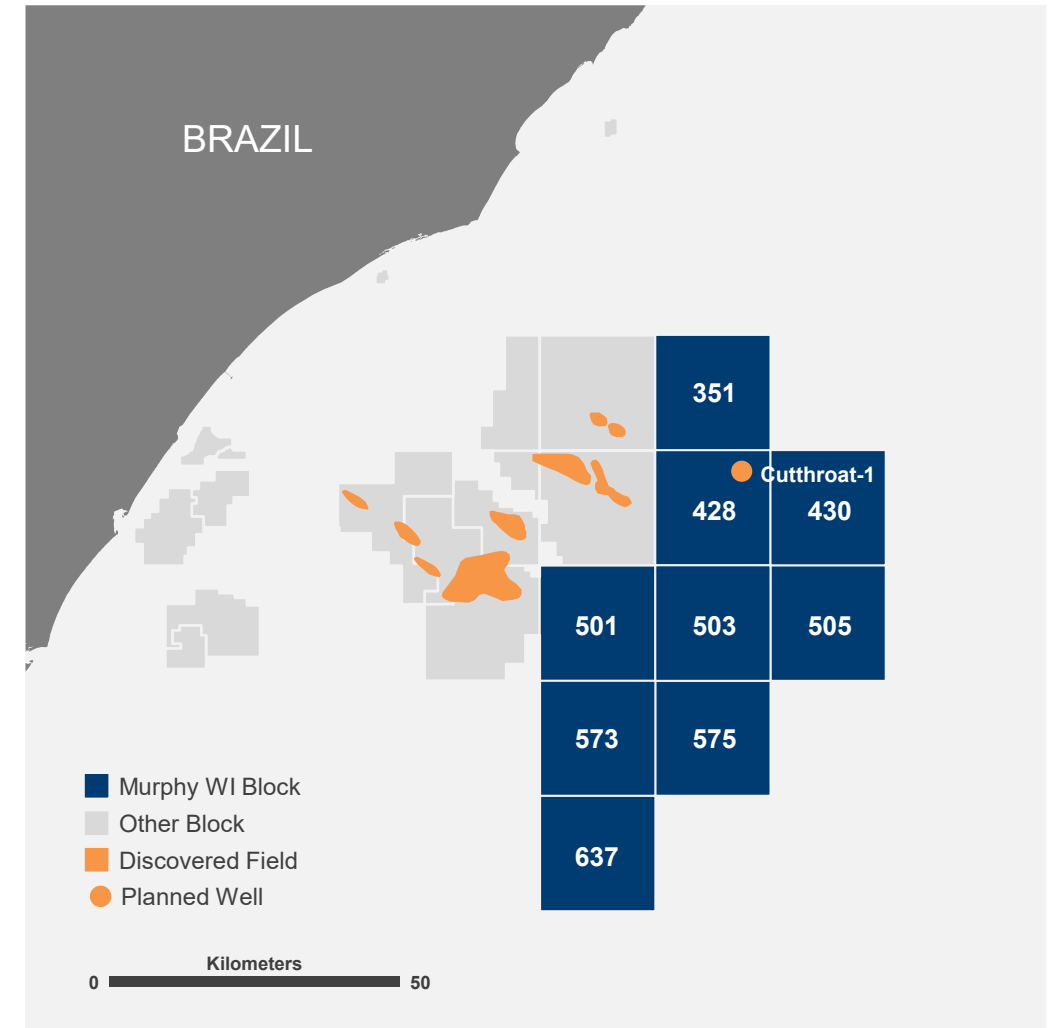 BRAZIL
351
Cutthroat-1
428
430
501
503
505
573
575
Murphy WI Block
Other Block
Discovered Field
637
Planned Well
Kilometers
0
50